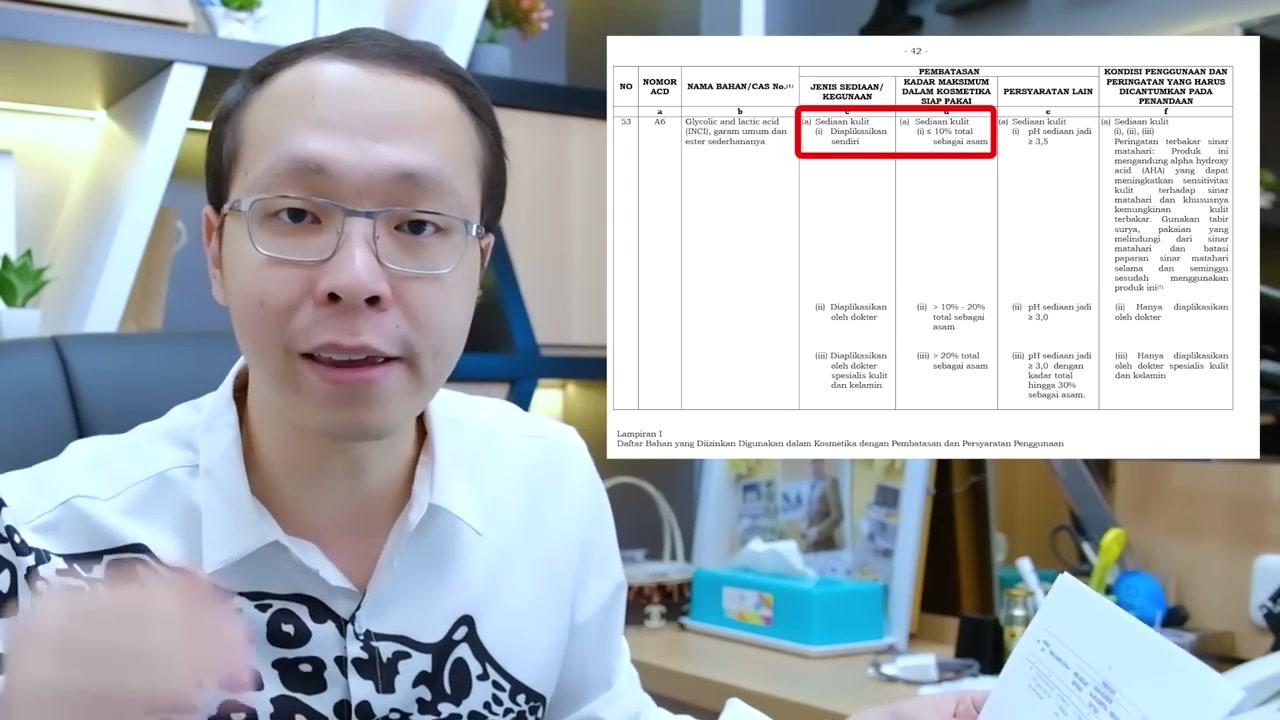 - 42 -
NO
NOMOR
ACD
NAMA BAHAN/CAS No.(1)
PEMBATASAN
JENIS SEDIAAN/
KEGUNAAN
KADAR MAKSIMUM
DALAM KOSMETIKA
SIAP PAKAI
PERSYARATAN LAIN
KONDISI PENGGUNAAN DAN
PERINGATAN YANG HARUS
DICANTUMKAN PADA
PENANDAAN
a
b
c
d
e
f
53
A6
Glycolic and lactic acid
(INCI), garam umum dan
ester sederhananya
(a) Sediaan kulit
(i) Diaplikasikan
sendiri
(a) Sediaan kulit
(i) ≤ 10% total
sebagai asam
(a) Sediaan kulit
(i) pH sediaan jadi
≥ 3,5
(a) Sediaan kulit
(i), (ii), (iii)
Peringatan terbakar sinar
matahari: Produk ini
mengandung alpha hydroxy
acid (AHA) yang dapat
meningkatkan sensitivitas
kulit terhadap sinar
matahari dan khususnya
kemungkinan kulit
terbakar. Gunakan tabir
surya, pakaian yang
melindungi dari sinar
matahari dan batasi
paparan sinar matahari
selama dan seminggu
sesudah menggunakan
produk ini(7)
(ii) Diaplikasikan
oleh dokter
(ii) > 10% - 20%
total sebagai
asam
(ii) pH sediaan jadi
≥ 3,0
(ii) Hanya diaplikasikan
oleh dokter
(iii) Diaplikasikan
oleh dokter
spesialis kulit
dan kelamin
(iii) > 20% total
sebagai asam
(iii) pH sediaan jadi
≥ 3,0 dengan
kadar total
hingga 30%
sebagai asam.
(iii) Hanya diaplikasikan
oleh dokter spesialis kulit
dan kelamin
Lampiran I
Daftar Bahan yang Diizinkan Digunakan dalam Kosmetika dengan Pembatasan dan Persyaratan Penggunaan